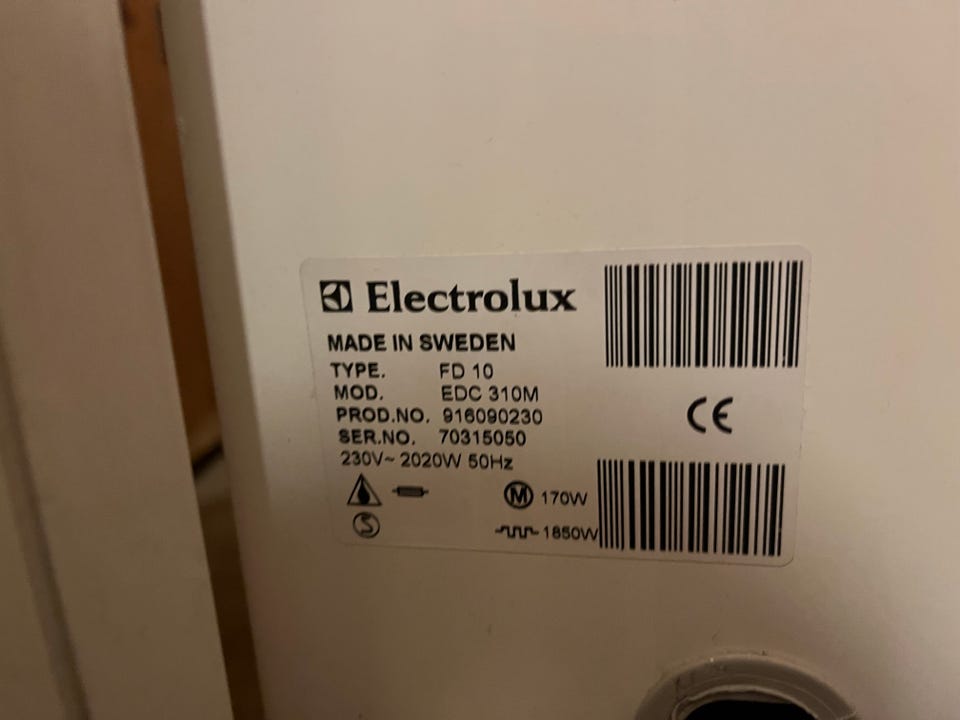 Electrolux
MADE IN SWEDEN
TYPE. FD 10
MOD. EDC 310M
PROD.NO. 916090230
SER.NO. 70315050
230V~ 2020W 50Hz
M 170W
S
1850W
CE